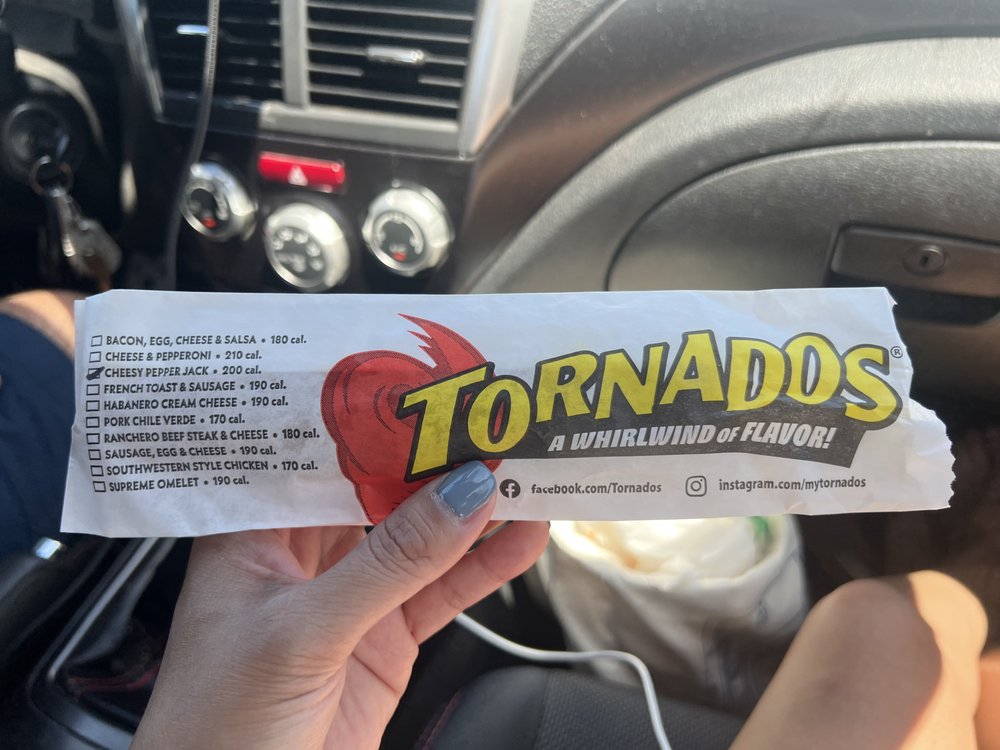 BACON, EGG, CHEESE & SALSA • 180 cal.
CHEESE & PEPPERONI • 210 cal.
CHEESY PEPPER JACK • 200 cal.
FRENCH TOAST & SAUSAGE • 190 cal.
HABANERO CREAM CHEESE • 190 cal.
PORK CHILE VERDE • 170 cal.
RANCHERO BEEF STEAK & CHEESE • 180 cal.
SAUSAGE, EGG & CHEESE • 190 cal.
SOUTHWESTERN STYLE CHICKEN • 170 cal.
SUPREME OMELET • 190 cal.
TORNADOS®
A WHIRLWIND OF FLAVOR!
facebook.com/Tornados
instagram.com/mytornados